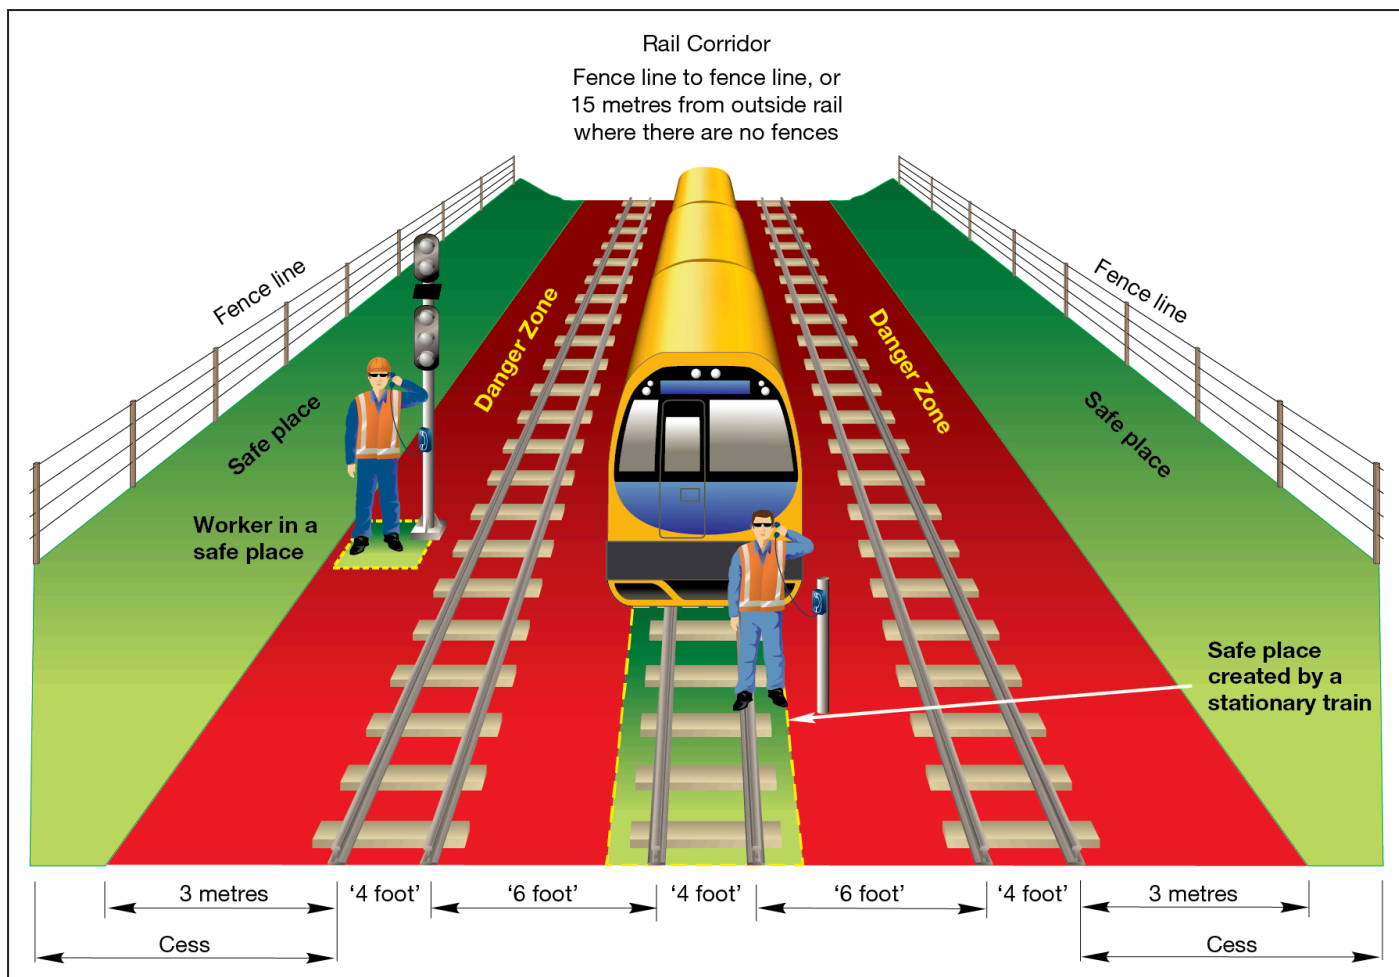 Rail Corridor
Fence line to fence line, or
15 metres from outside rail
where there are no fences
Fence line
Fence line
Danger Zone
Danger Zone
Safe place
Safe place
Worker in a
safe place
Safe place
created by a
stationary train
3 metres
‘4 foot’
‘6 foot’
‘4 foot’
‘6 foot’
‘4 foot’
3 metres
Cess
Cess